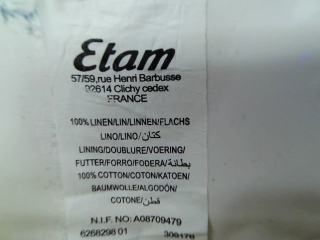 Etam
57/59,rue Henri Barbusse
92614 Clichy cedex
FRANCE
100% LINEN/LIN/LINNEN/FLACHS
LINO/LINO/ كتان/
LINING/DOUBLURE/VOERING/
FUTTER/FORRO/FODERA/ بطانة/
100% COTTON/COTON/KATOEN/
BAUMWOLLE/ALGODÓN/
COTONE/ قطن/
N.I.F. NO: A08709479
6268298 01